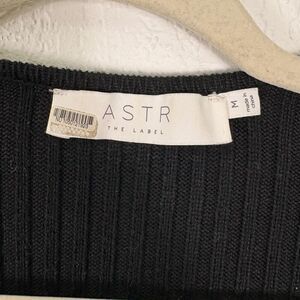 ASTR
THE LABEL
M
made in
china